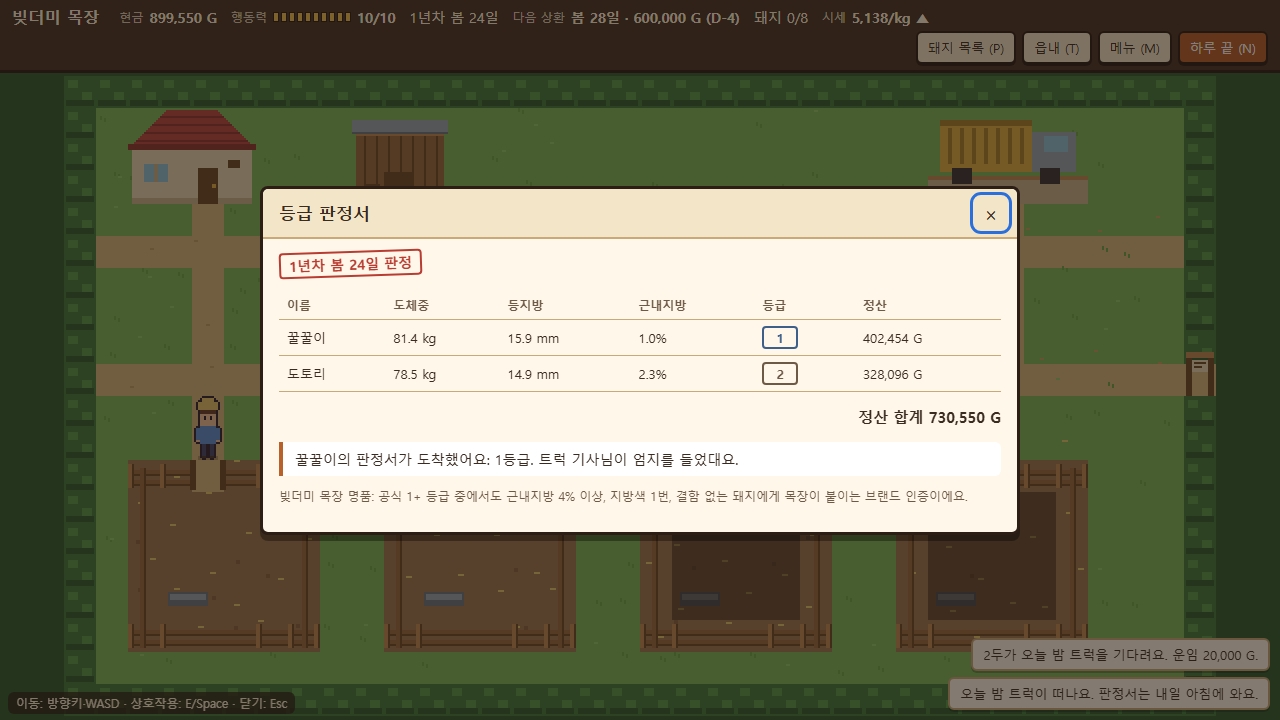 빚더미 목장 현금 899,550 G 행동력 10/10 1년차 봄 24일 다음 상환 봄 28일 · 600,000 G (D-4) 돼지 0/8 시세 5,138/kg ▲
돼지 목록 (P) 읍내 (T) 메뉴 (M) 하루 끝 (N)
등급 판정서 ×
1년차 봄 24일 판정
이름 도체중 등지방 근내지방 등급 정산
꿀꿀이 81.4 kg 15.9 mm 1.0% 1 402,454 G
도토리 78.5 kg 14.9 mm 2.3% 2 328,096 G
정산 합계 730,550 G
꿀꿀이의 판정서가 도착했어요: 1등급. 트럭 기사님이 엄지를 들었대요.
빚더미 목장 명품: 공식 1+ 등급 중에서도 근내지방 4% 이상, 지방색 1번, 결함 없는 돼지에게 목장이 붙이는 브랜드 인증이에요.
2두가 오늘 밤 트럭을 기다려요. 운임 20,000 G.
오늘 밤 트럭이 떠나요. 판정서는 내일 아침에 와요.
이동: 방향키·WASD · 상호작용: E/Space · 닫기: Esc